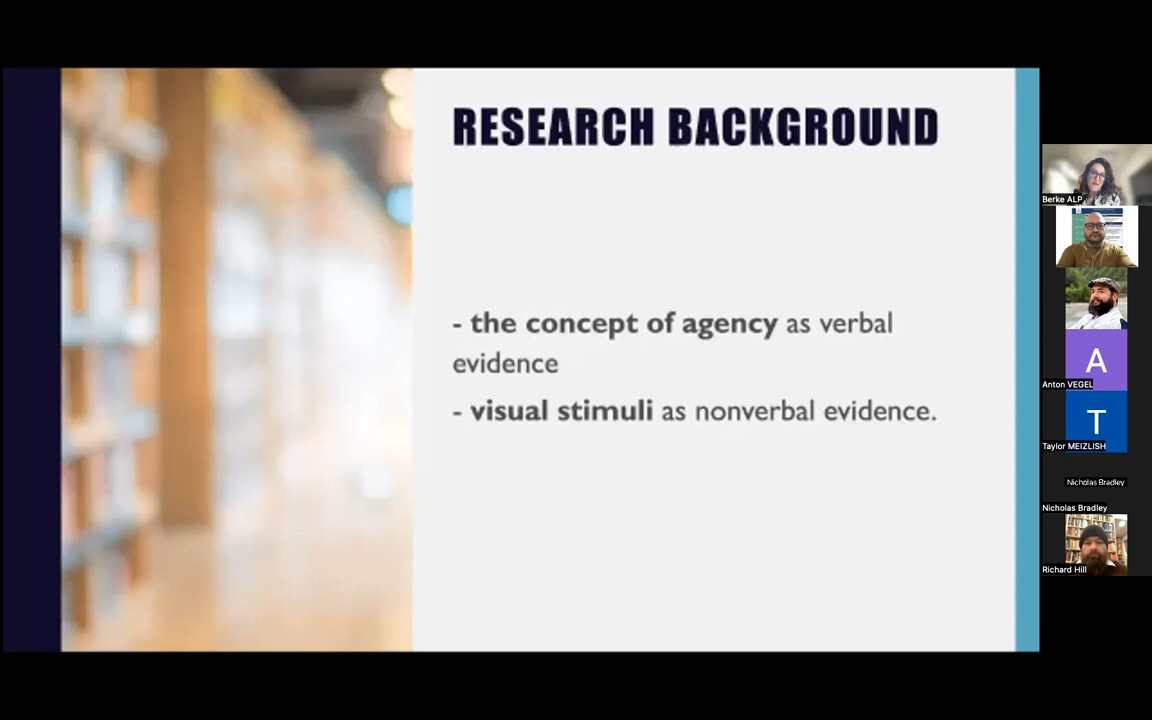 RESEARCH BACKGROUND
- the concept of agency as verbal
evidence
- visual stimuli as nonverbal evidence.
Berke ALP
A
Anton VEGEL
T
Taylor MEIZLISH
Nicholas Bradley
Nicholas Bradley
Richard Hill